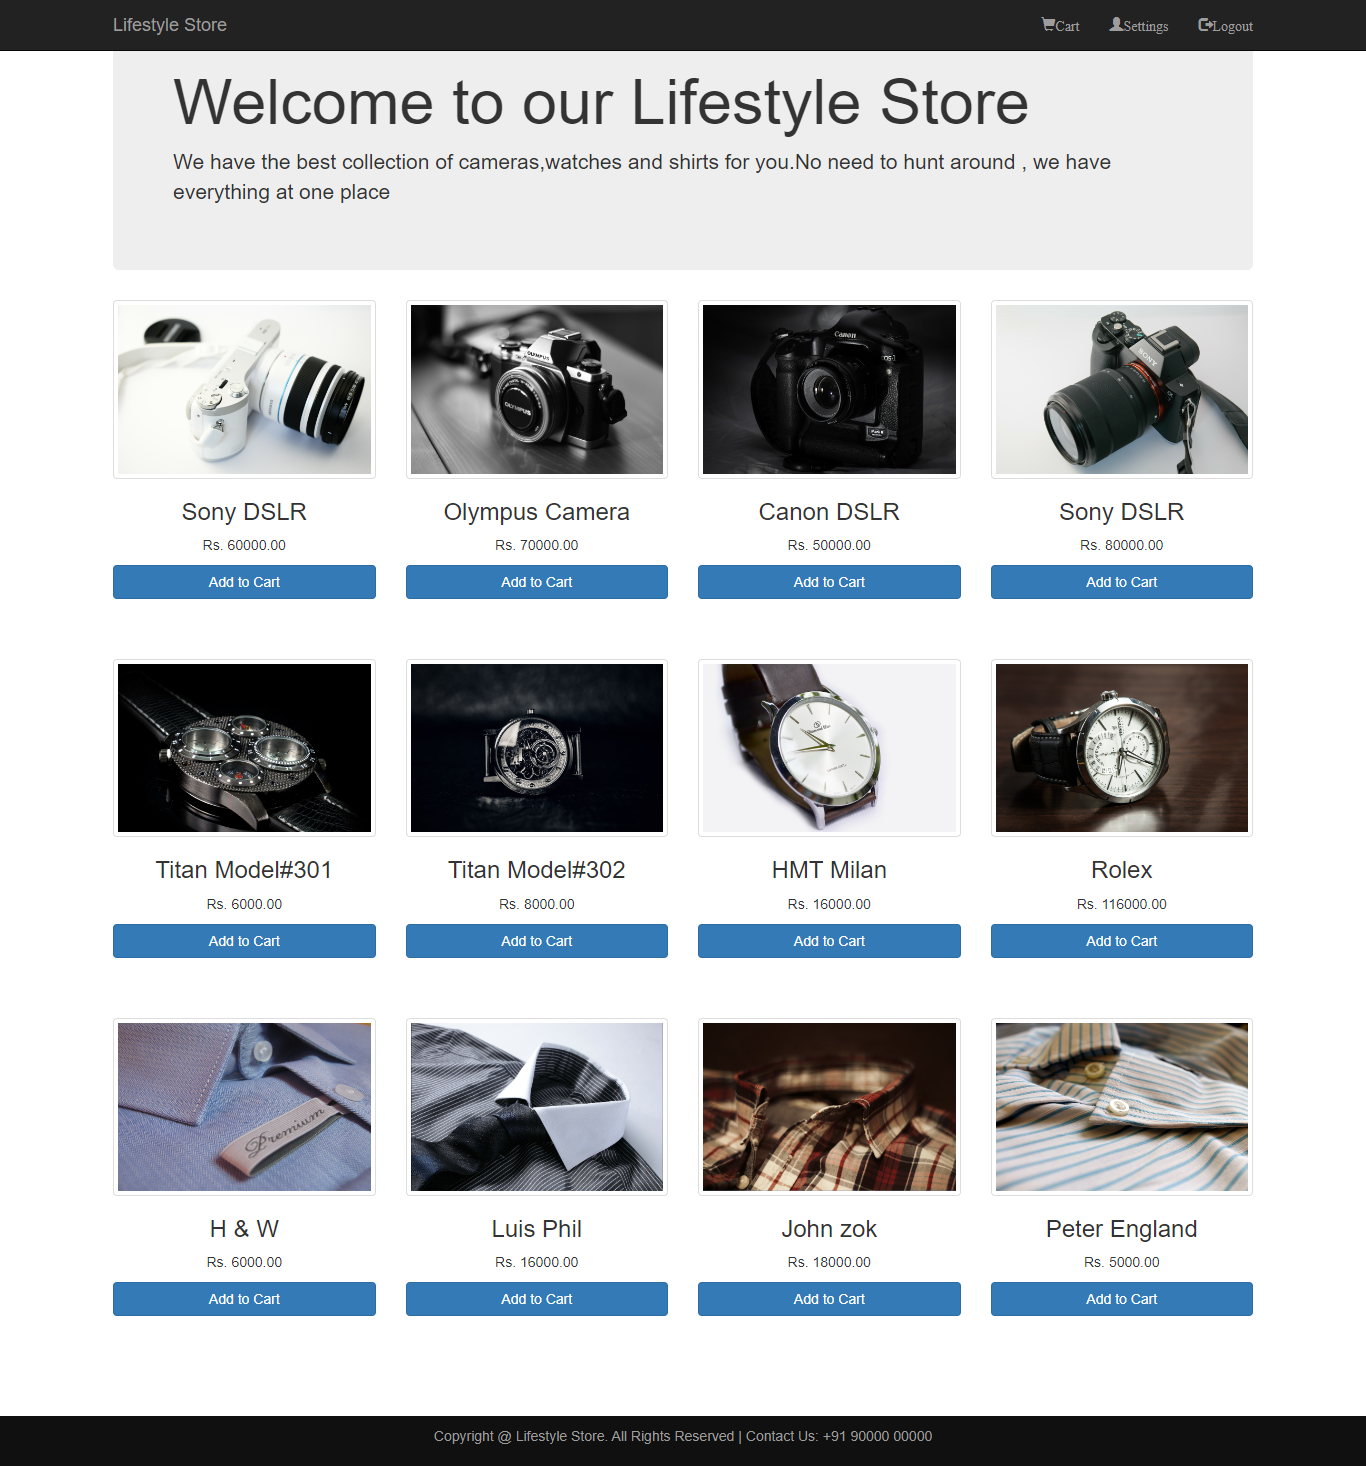 Lifestyle Store
Cart Settings Logout
Welcome to our Lifestyle Store
We have the best collection of cameras,watches and shirts for you.No need to hunt around , we have
everything at one place
OLYMPUS
OLYMPUS
Canon
SONY
Sony DSLR
Rs. 60000.00
Add to Cart
Olympus Camera
Rs. 70000.00
Add to Cart
Canon DSLR
Rs. 50000.00
Add to Cart
Sony DSLR
Rs. 80000.00
Add to Cart
Titan Model#301
Rs. 6000.00
Add to Cart
Titan Model#302
Rs. 8000.00
Add to Cart
HMT Milan
Rs. 16000.00
Add to Cart
Rolex
Rs. 116000.00
Add to Cart
Premium
H & W
Rs. 6000.00
Add to Cart
Luis Phil
Rs. 16000.00
Add to Cart
John zok
Rs. 18000.00
Add to Cart
Peter England
Rs. 5000.00
Add to Cart
Copyright @ Lifestyle Store. All Rights Reserved | Contact Us: +91 90000 00000